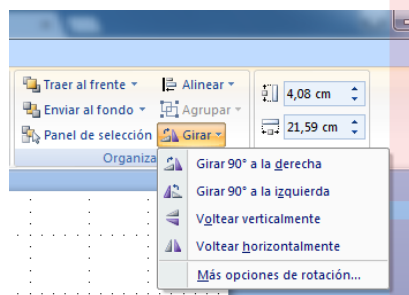 Traer al frente Alinear
Enviar al fondo Agrupar
Panel de selección Girar
4,08 cm
21,59 cm
Organiza
Girar 90° a la derecha
Girar 90° a la izquierda
Voltear verticalmente
Voltear horizontalmente
Más opciones de rotación...